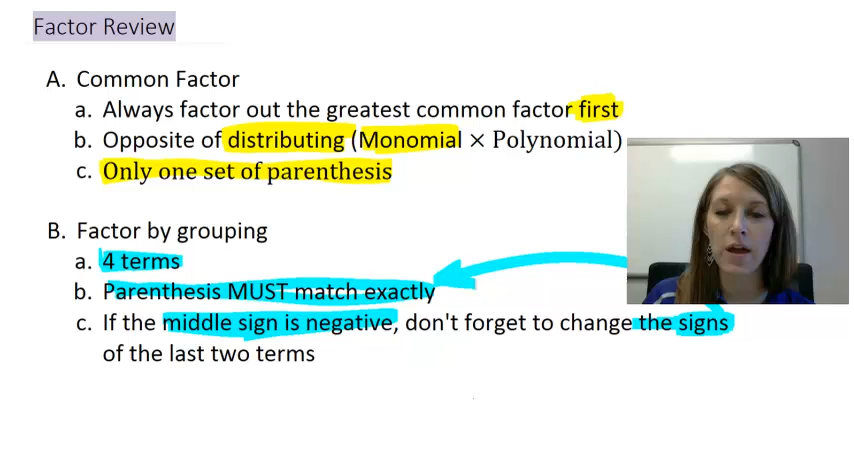 Factor Review
A. Common Factor
a. Always factor out the greatest common factor first
b. Opposite of distributing (Monomial × Polynomial)
c. Only one set of parenthesis
B. Factor by grouping
a. 4 terms
b. Parenthesis MUST match exactly
c. If the middle sign is negative, don't forget to change the signs
of the last two terms